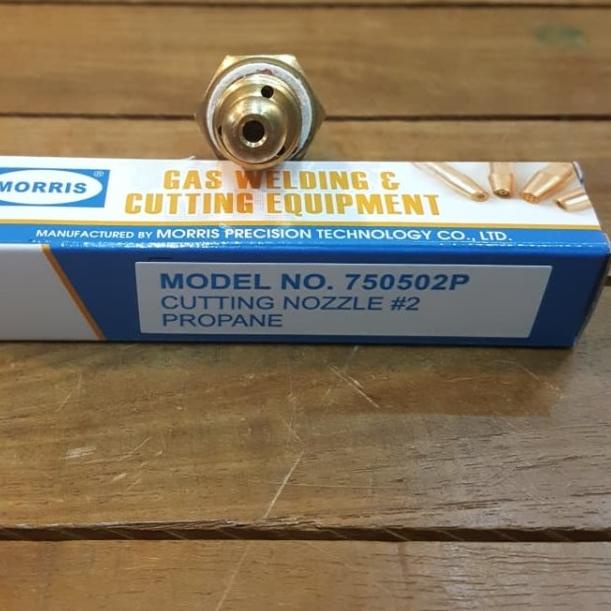 MORRIS®
GAS WELDING &
CUTTING EQUIPMENT
MANUFACTURED BY MORRIS PRECISION TECHNOLOGY CO., LTD.
MODEL NO. 750502P
CUTTING NOZZLE #2
PROPANE